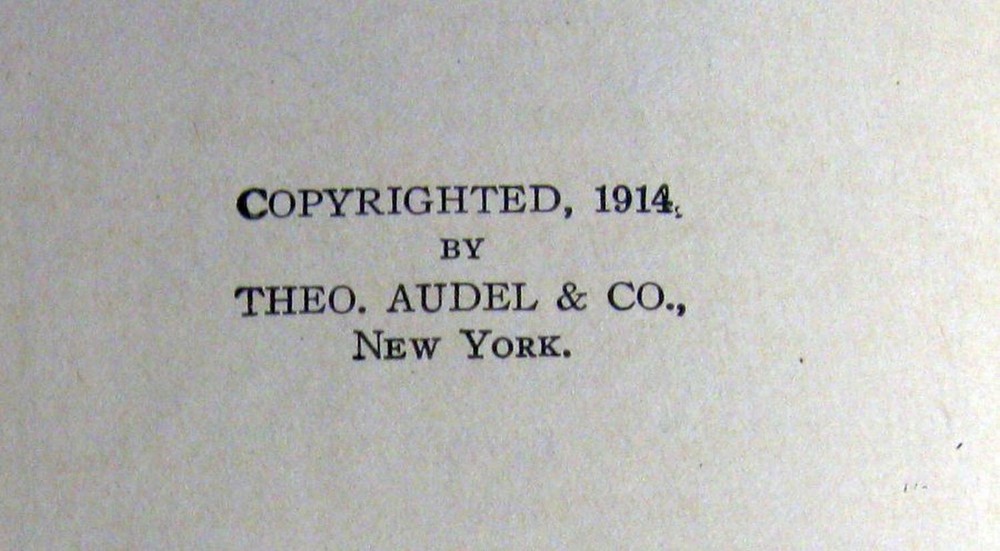 COPYRIGHTED, 1914,
BY
THEO. AUDEL & CO.,
NEW YORK.